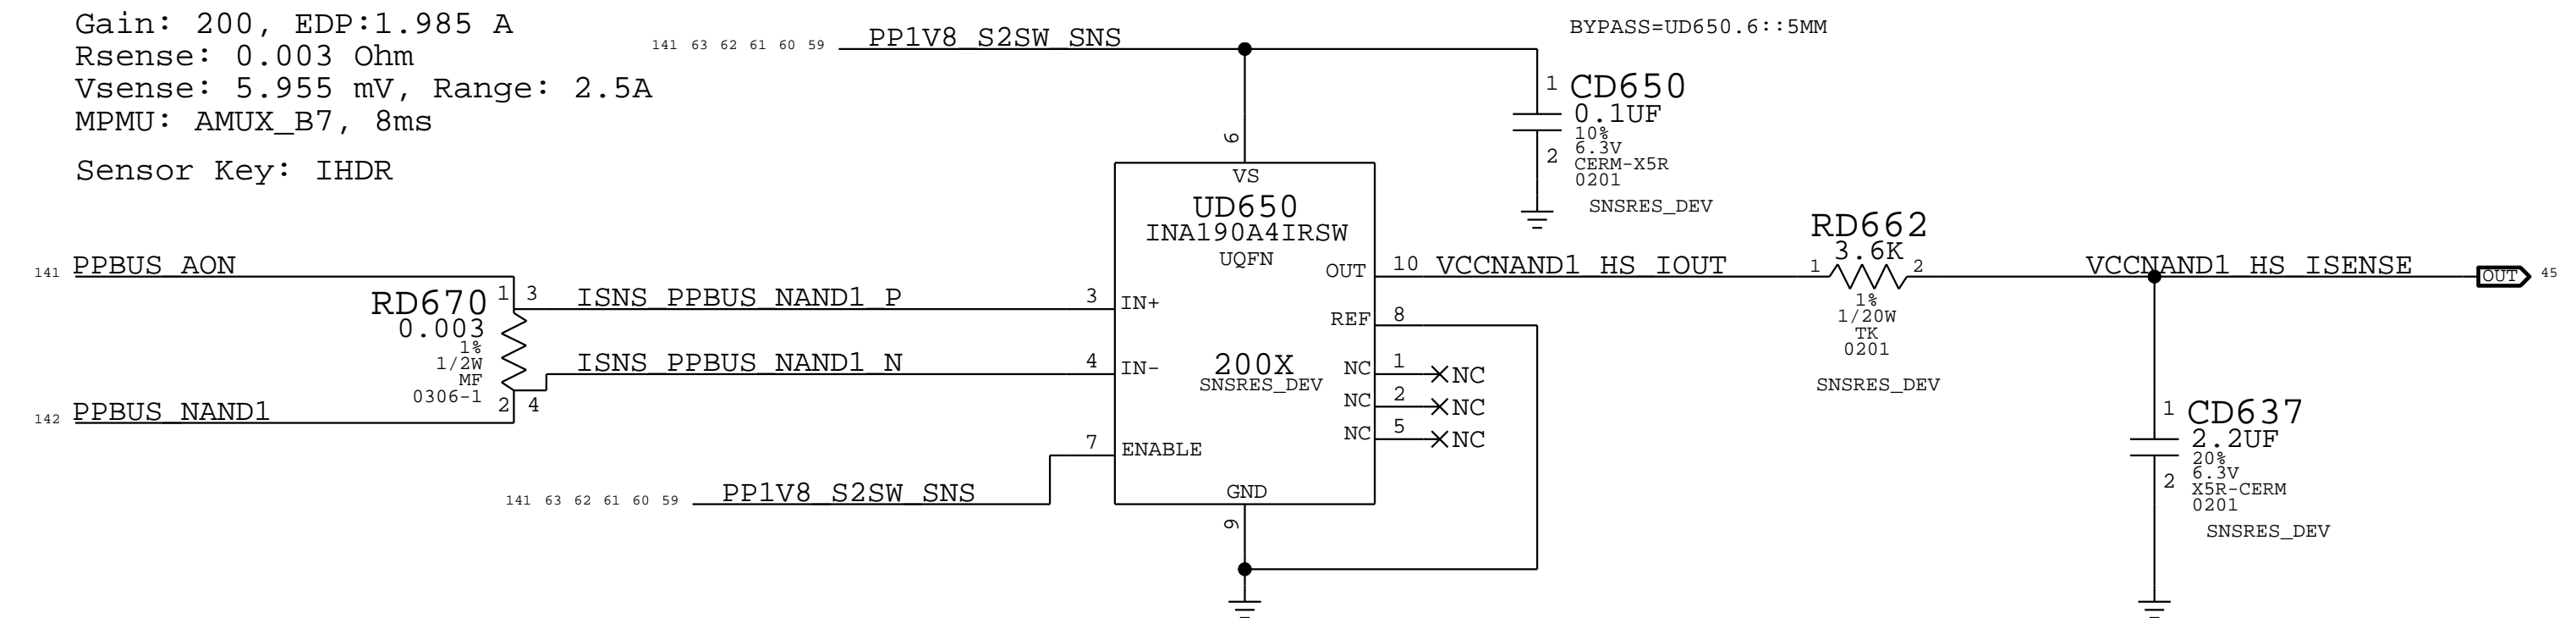 Gain: 200, EDP:1.985 A
Rsense: 0.003 Ohm
Vsense: 5.955 mV, Range: 2.5A
MPMU: AMUX_B7, 8ms
Sensor Key: IHDR
141 63 62 61 60 59 PP1V8_S2SW_SNS
BYPASS=UD650.6::5MM
1 CD650
0.1UF
10%
6.3V
2 CERM-X5R
0201
SNSRES_DEV
6
VS
UD650
INA190A4IRSW
UQFN
141 PPBUS_AON
1 3
RD670
0.003
1%
1/2W
MF
0306-1
2 4
142 PPBUS_NAND1
ISNS_PPBUS_NAND1_P 3 IN+
ISNS_PPBUS_NAND1_N 4 IN-
200X
SNSRES_DEV
7 ENABLE
141 63 62 61 60 59 PP1V8_S2SW_SNS
GND
9
OUT 10 VCCNAND1_HS_IOUT
REF 8
NC 1 NC
NC 2 NC
NC 5 NC
RD662
3.6K
1 2
1%
1/20W
TK
0201
SNSRES_DEV
VCCNAND1_HS_ISENSE OUT 45
1 CD637
2.2UF
20%
6.3V
2 X5R-CERM
0201
SNSRES_DEV